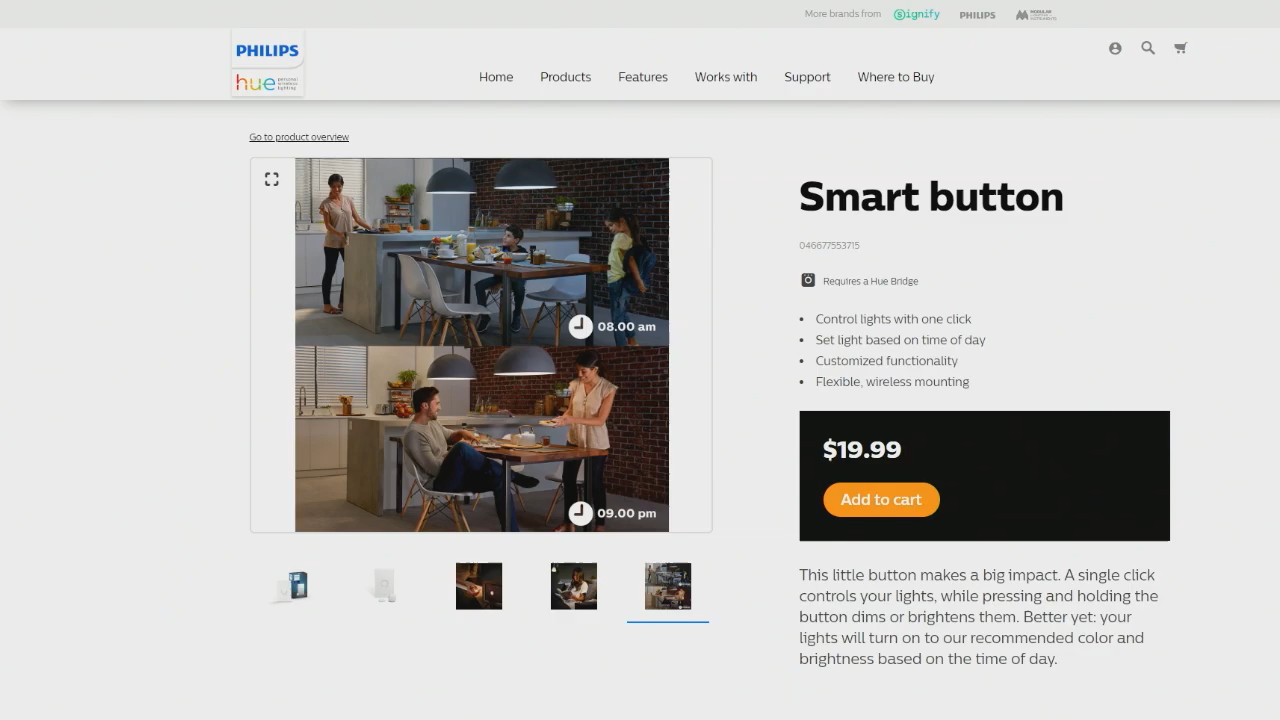 More brands from Signify PHILIPS
PHILIPS
hue personal wireless lighting
Home Products Features Works with Support Where to Buy
Go to product overview
08.00 am
09.00 pm
Smart button
046677553715
Requires a Hue Bridge
• Control lights with one click
• Set light based on time of day
• Customized functionality
• Flexible, wireless mounting
$19.99
Add to cart
This little button makes a big impact. A single click
controls your lights, while pressing and holding the
button dims or brightens them. Better yet: your
lights will turn on to our recommended color and
brightness based on the time of day.